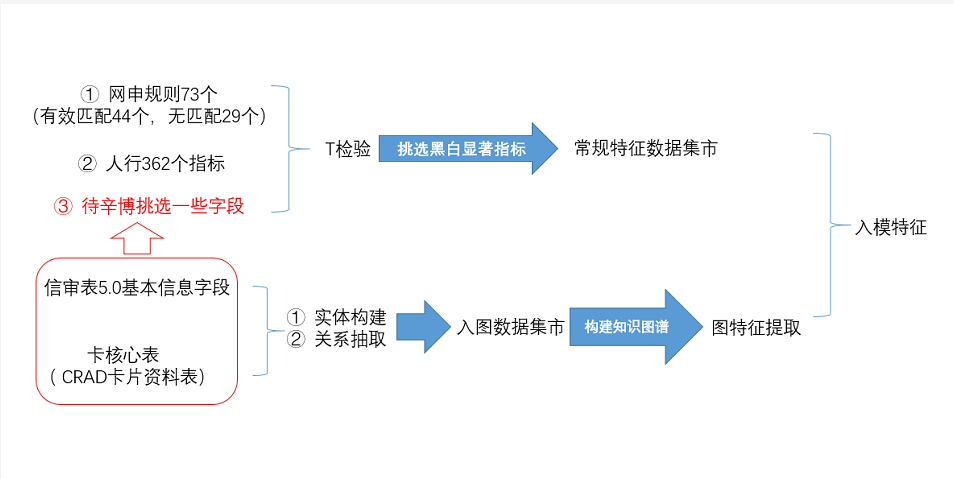 ① 网申规则73个
（有效匹配44个，无匹配29个）
② 人行362个指标
③ 待辛博挑选一些字段
T检验
挑选黑白显著指标
常规特征数据集市
入模特征
信审表5.0基本信息字段
卡核心表
（ CRAD卡片资料表）
① 实体构建
② 关系抽取
入图数据集市
构建知识图谱
图特征提取